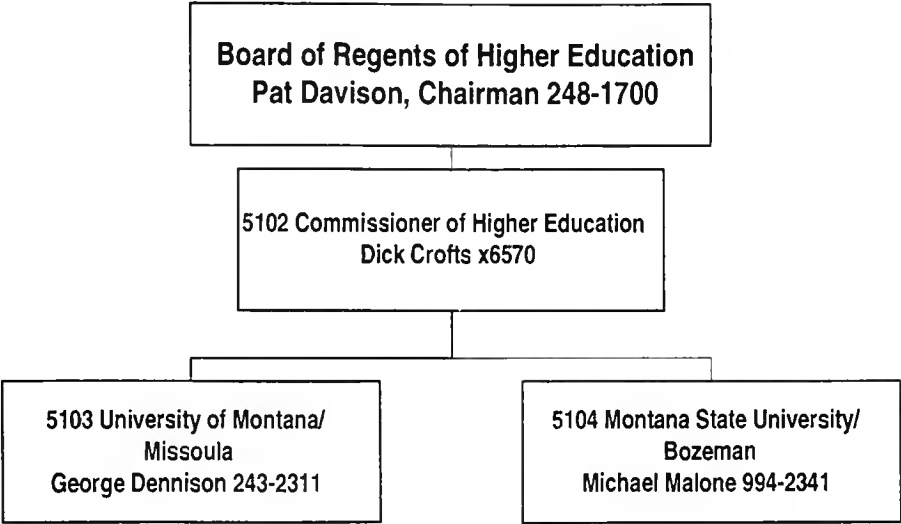 Board of Regents of Higher Education
Pat Davison, Chairman 248-1700
5102 Commissioner of Higher Education
Dick Crofts x6570
5103 University of Montana/
Missoula
George Dennison 243-2311
5104 Montana State University/
Bozeman
Michael Malone 994-2341